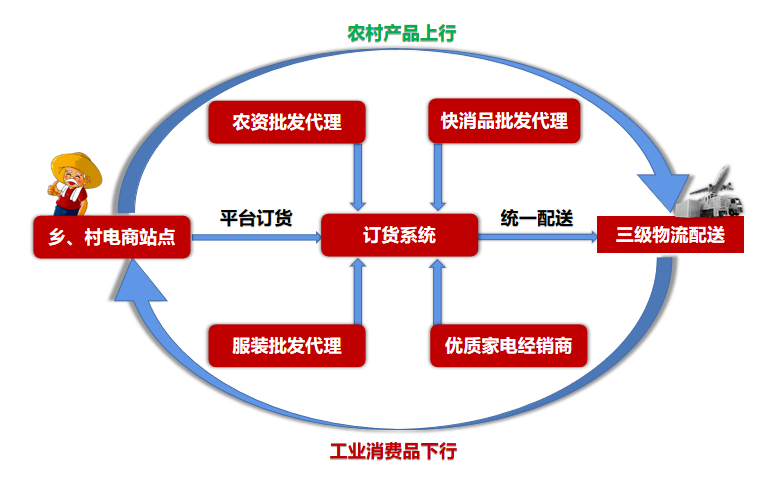 农村产品上行
农资批发代理
快消品批发代理
平台订货
统一配送
乡、村电商站点
订货系统
三级物流配送
服装批发代理
优质家电经销商
工业消费品下行